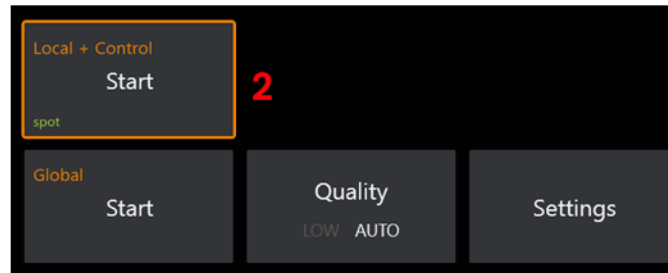 Local + Control
Start
2
spot
Global
Start
Quality
LOW AUTO
Settings